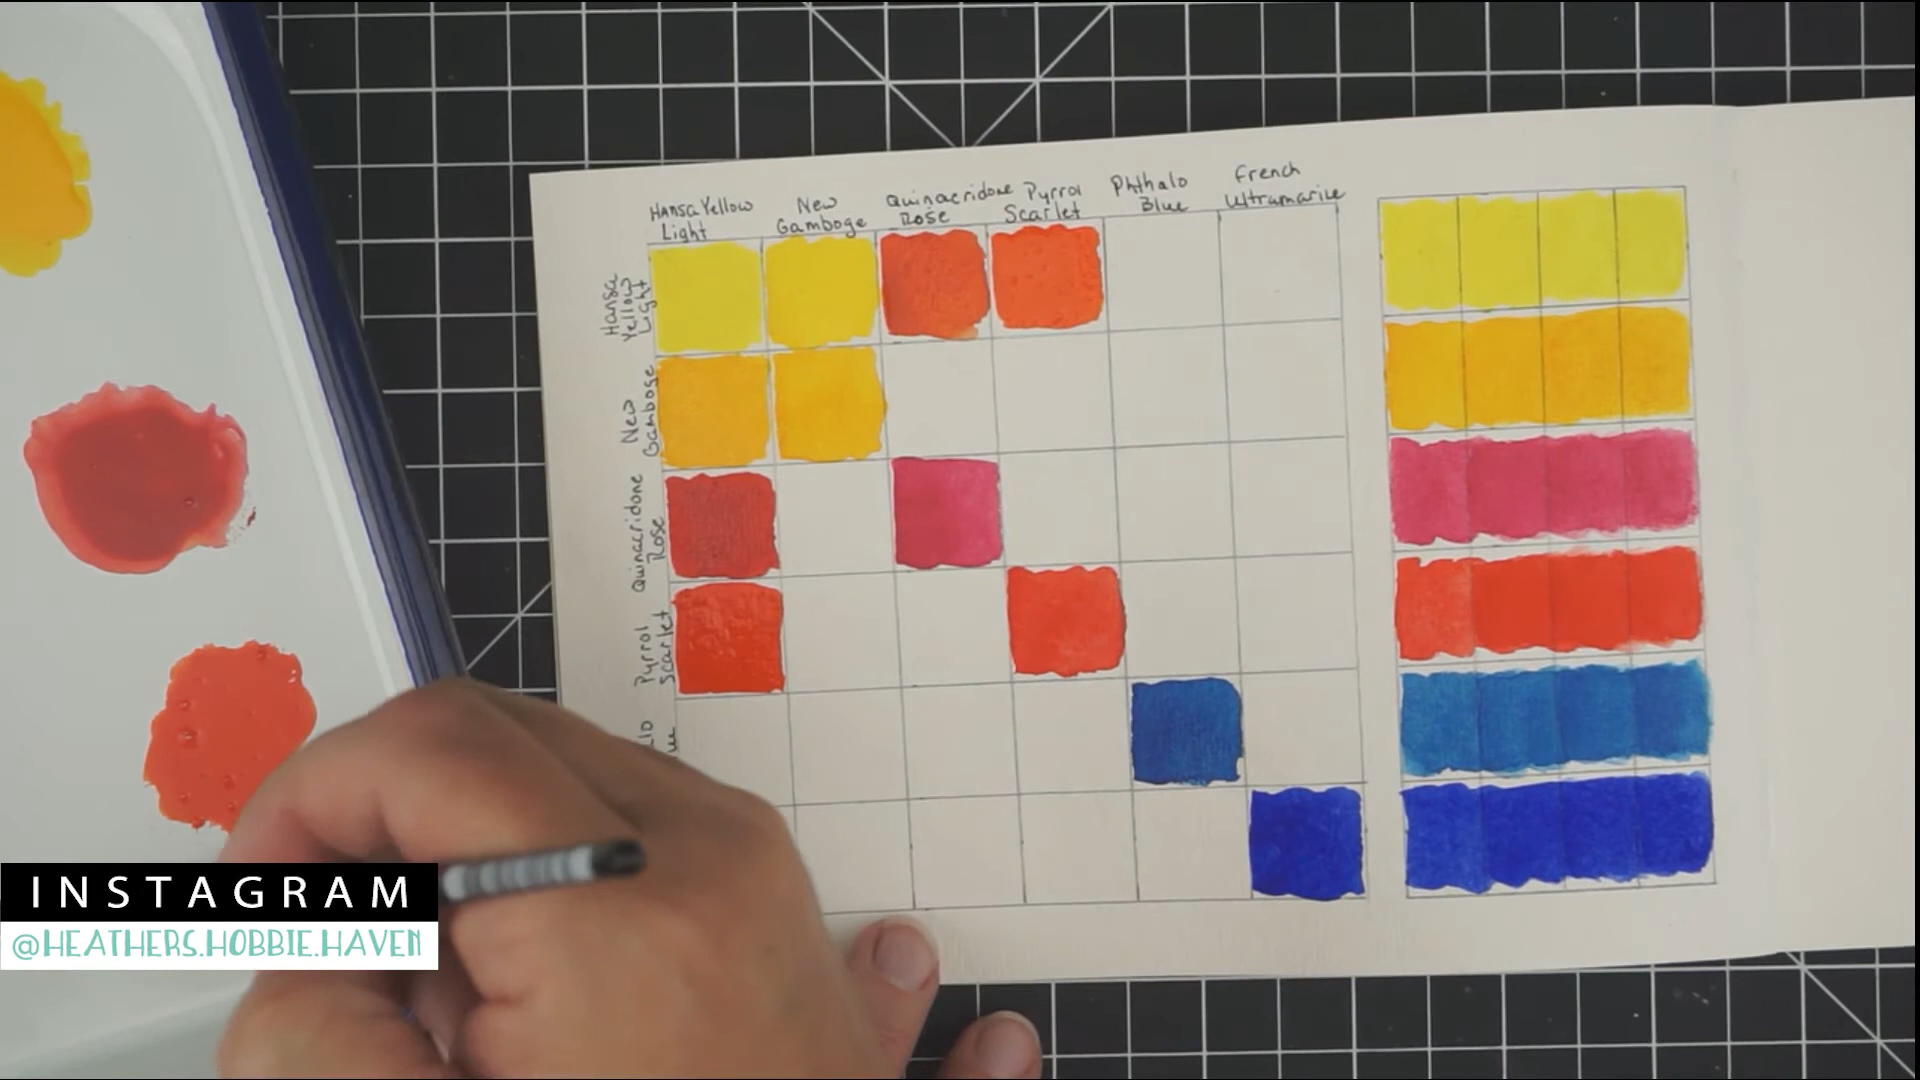 Hansa Yellow
Light
New
Gamboge
Quinacridone
Rose
Pyrrol
Scarlet
Phthalo
Blue
French
Ultramarine
Hansa
Yellow
Light
New
Gamboge
Quinacridone
Rose
Pyrrol
Scarlet
INSTAGRAM
@HEATHERS.HOBBIE.HAVEN